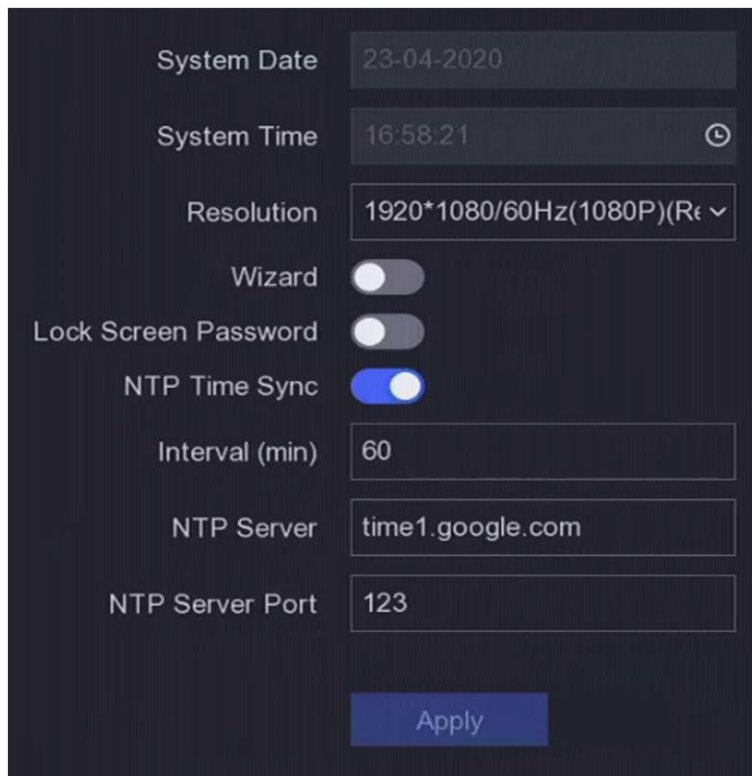 System Date 23-04-2020
System Time 16:58:21
Resolution 1920*1080/60Hz(1080P)(Re
Wizard
Lock Screen Password
NTP Time Sync
Interval (min) 60
NTP Server time1.google.com
NTP Server Port 123
Apply